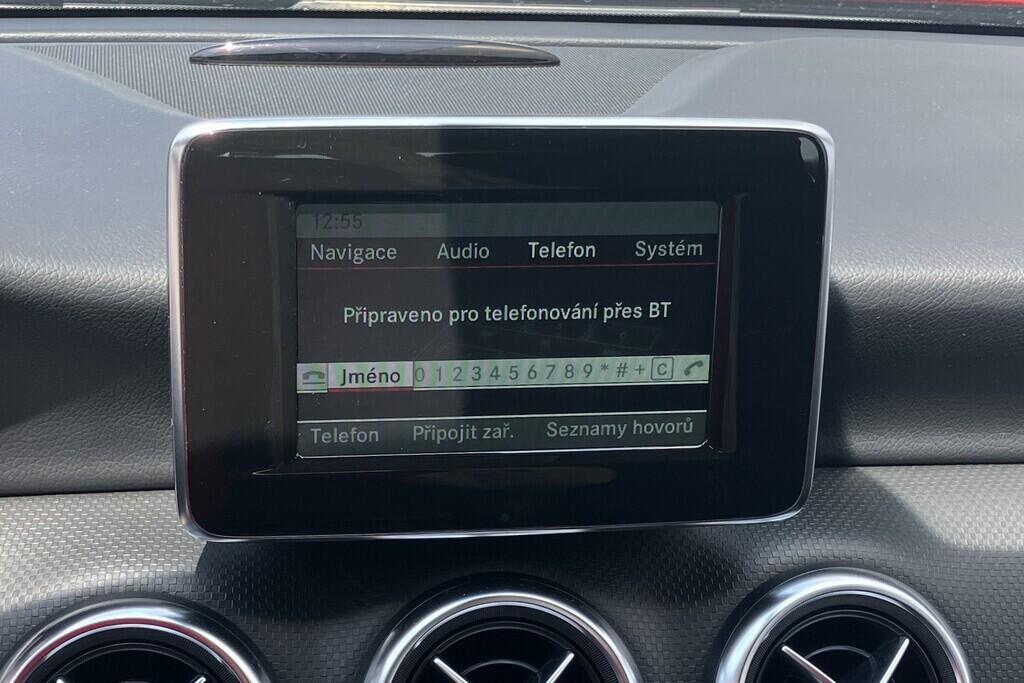 12:55
Navigace Audio Telefon Systém
Připraveno pro telefonování přes BT
Jméno 0 1 2 3 4 5 6 7 8 9 * # + C
Telefon Připojit zař. Seznamy hovorů